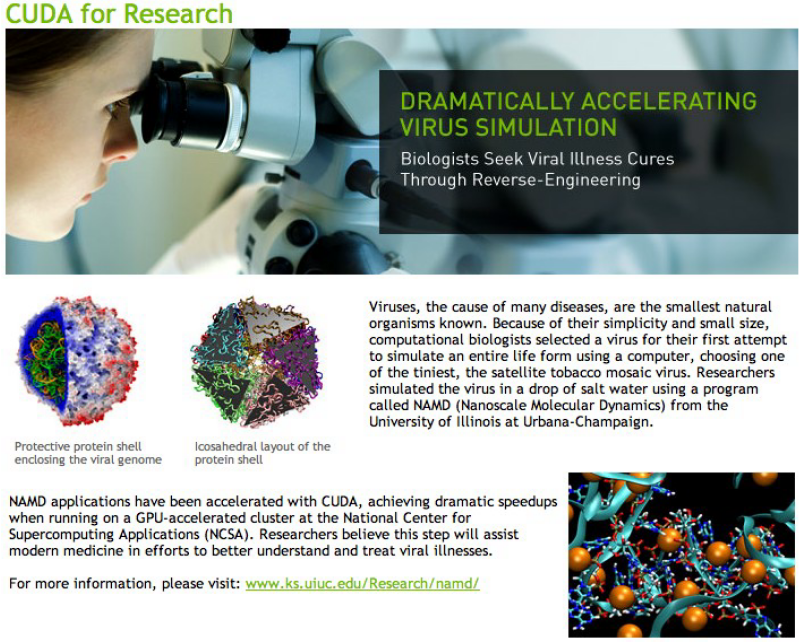 CUDA for Research
DRAMATICALLY ACCELERATING
VIRUS SIMULATION
Biologists Seek Viral Illness Cures
Through Reverse-Engineering
Viruses, the cause of many diseases, are the smallest natural
organisms known. Because of their simplicity and small size,
computational biologists selected a virus for their first attempt
to simulate an entire life form using a computer, choosing one
of the tiniest, the satellite tobacco mosaic virus. Researchers
simulated the virus in a drop of salt water using a program
called NAMD (Nanoscale Molecular Dynamics) from the
University of Illinois at Urbana-Champaign.
Protective protein shell
enclosing the viral genome
Icosahedral layout of the
protein shell
NAMD applications have been accelerated with CUDA, achieving dramatic speedups
when running on a GPU-accelerated cluster at the National Center for
Supercomputing Applications (NCSA). Researchers believe this step will assist
modern medicine in efforts to better understand and treat viral illnesses.
For more information, please visit: www.ks.uiuc.edu/Research/namd/